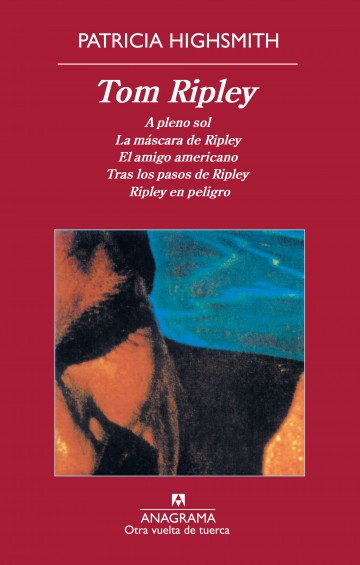 PATRICIA HIGHSMITH
Tom Ripley
A pleno sol
La máscara de Ripley
El amigo americano
Tras los pasos de Ripley
Ripley en peligro
ANAGRAMA
Otra vuelta de tuerca